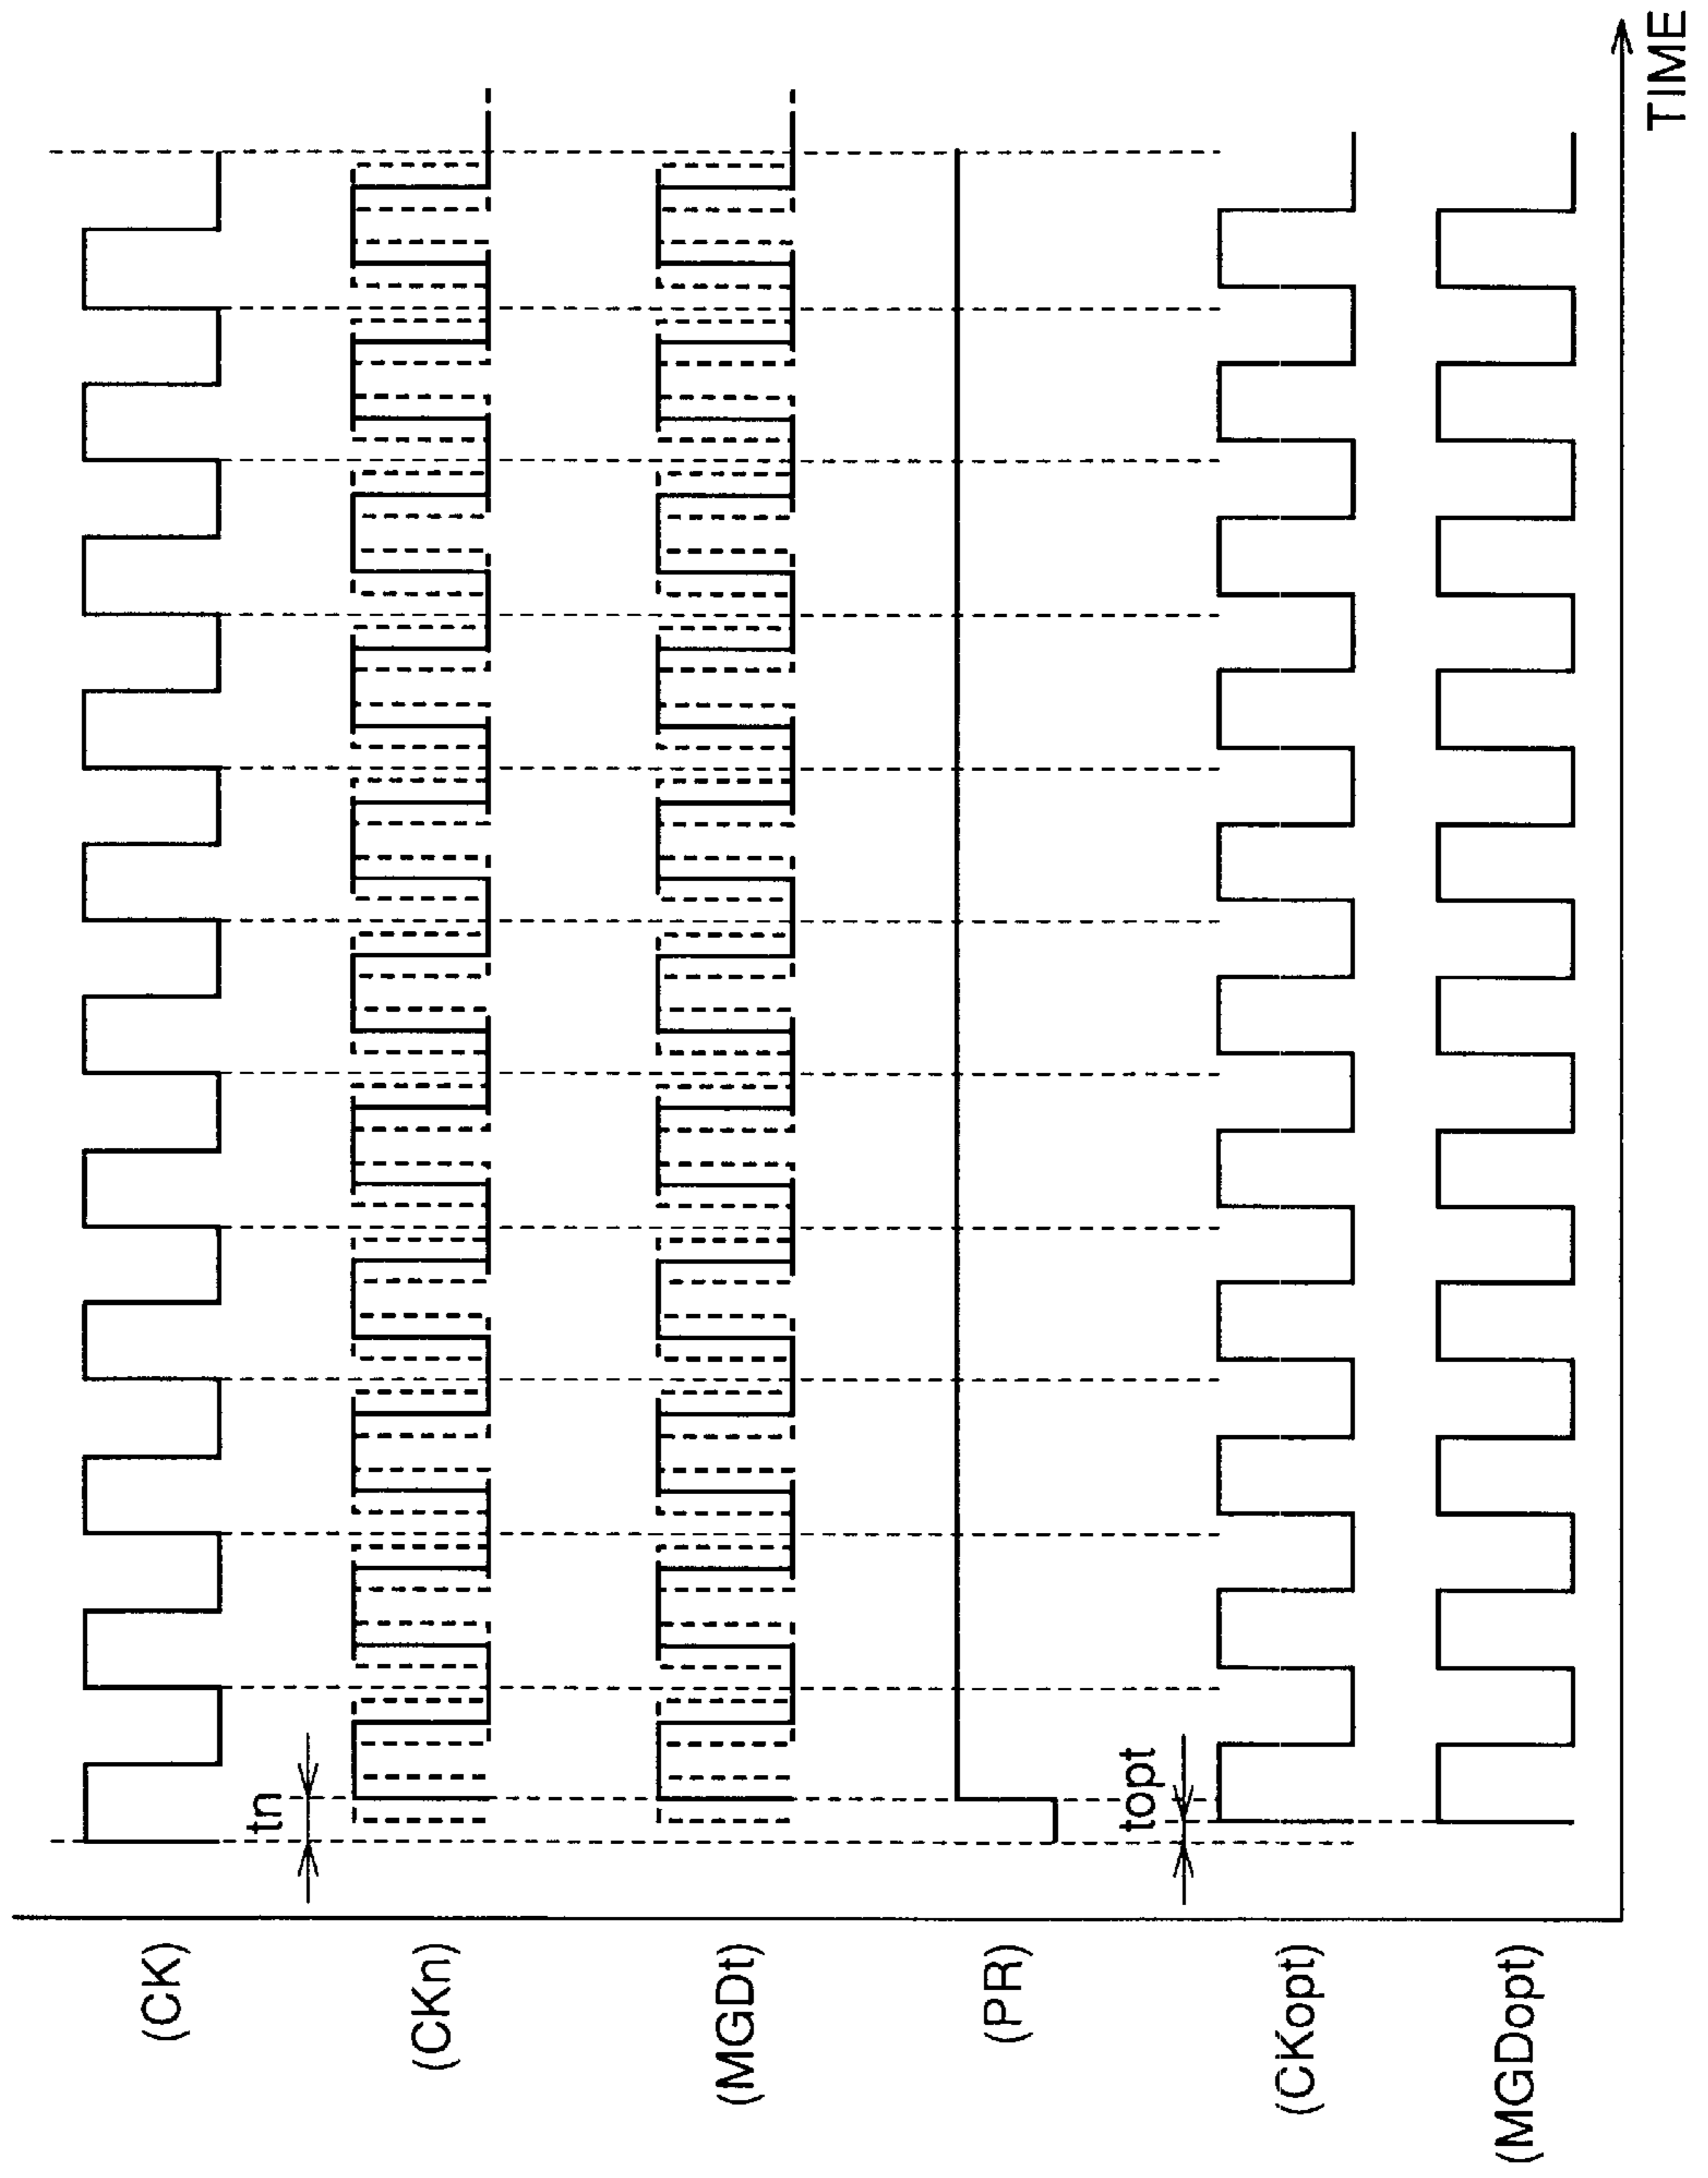 (CK)
tn
(CKn)
(MGDt)
(PR)
topt
(CKopt)
(MGDopt)
TIME